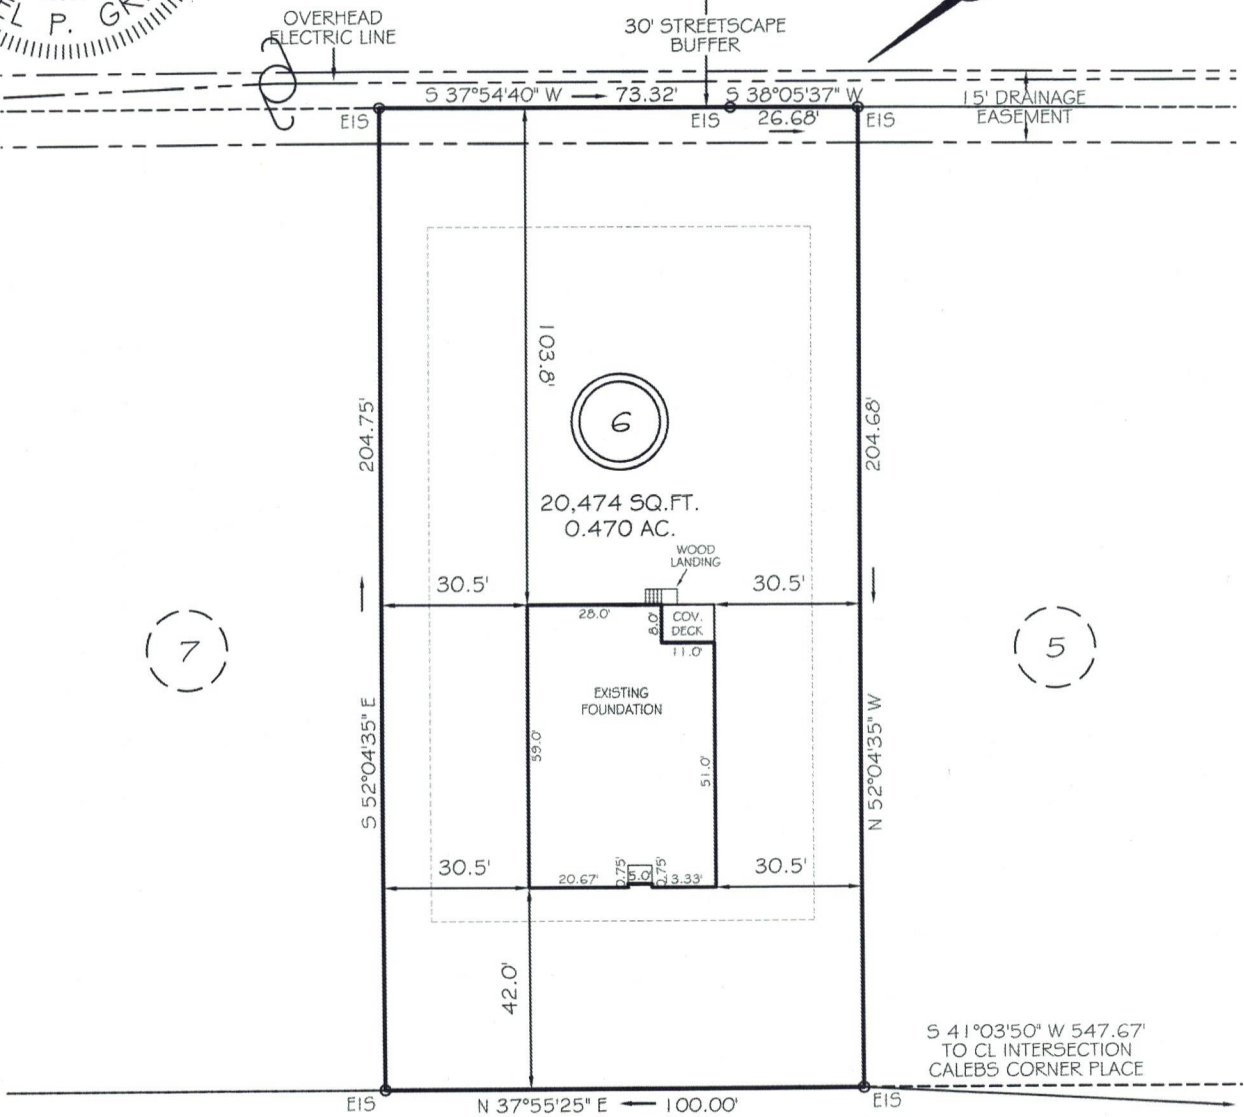 EL P. GR
OVERHEAD
ELECTRIC LINE
30' STREETSCAPE
BUFFER
S 37°54'40" W 73.32'
S 38°05'37" W
26.68'
15' DRAINAGE
EASEMENT
EIS
EIS
EIS
103.8'
204.75'
204.68'
6
20,474 SQ.FT.
0.470 AC.
WOOD
LANDING
30.5'
30.5'
28.0'
8.0'
COV.
DECK
11.0'
7
5
EXISTING
FOUNDATION
59.0'
51.0'
S 52°04'35" E
N 52°04'35" W
30.5'
30.5'
20.67'
0.75'
5.0'
0.75'
13.33'
42.0'
S 41°03'50" W 547.67'
TO CL INTERSECTION
CALEBS CORNER PLACE
EIS
N 37°55'25" E 100.00'
EIS